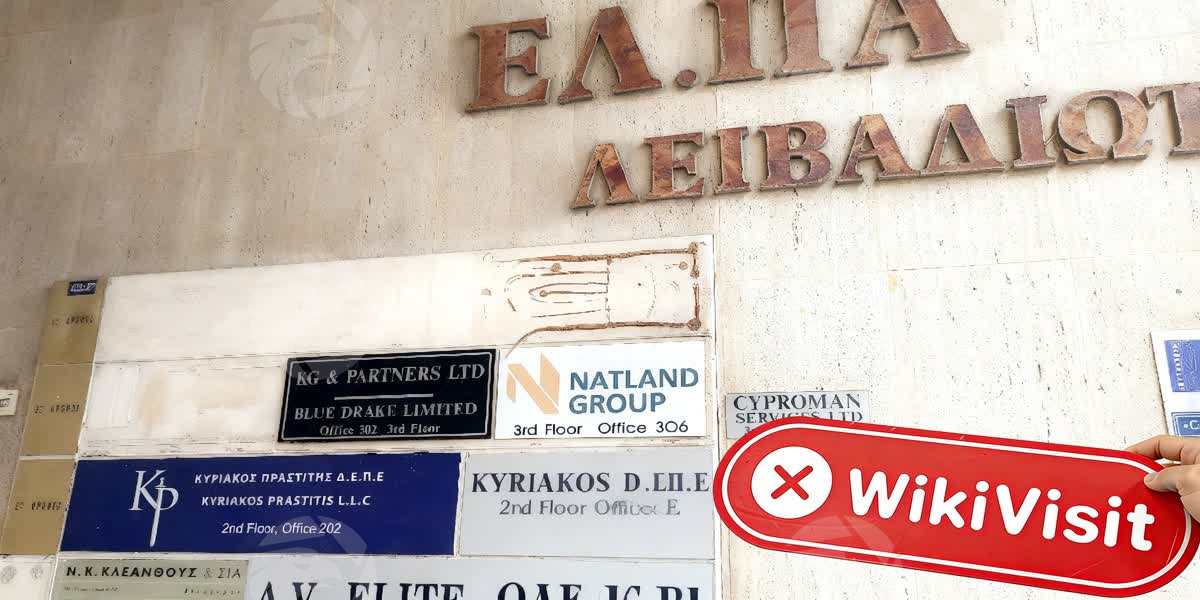 ΕΛ.ΠΑ
ΛΕΙΒΑΔΙΩΤ
KG & PARTNERS LTD
BLUE DRAKE LIMITED
Office 302 3rd Floor
NATLAND
GROUP
3rd Floor Office 306
CYPROMAN
SERVICES LTD
ΚΥΡΙΑΚΟΣ ΠΡΑΣΤΙΤΗΣ Δ.Ε.Π.Ε
KYRIAKOS PRASTITIS L.L.C
2nd Floor, Office 202
KYRIAKOS
2nd Floor
WikiVisit
Ν.Κ.ΚΛΕΑΝΘΟΥΣ & ΣΙΑ